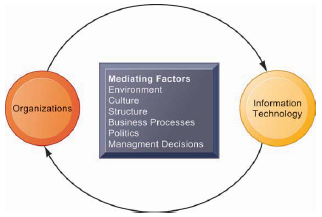 Organizations
Mediating Factors
Environment
Culture
Structure
Business Processes
Politics
Managment Decisions
Information
Technology